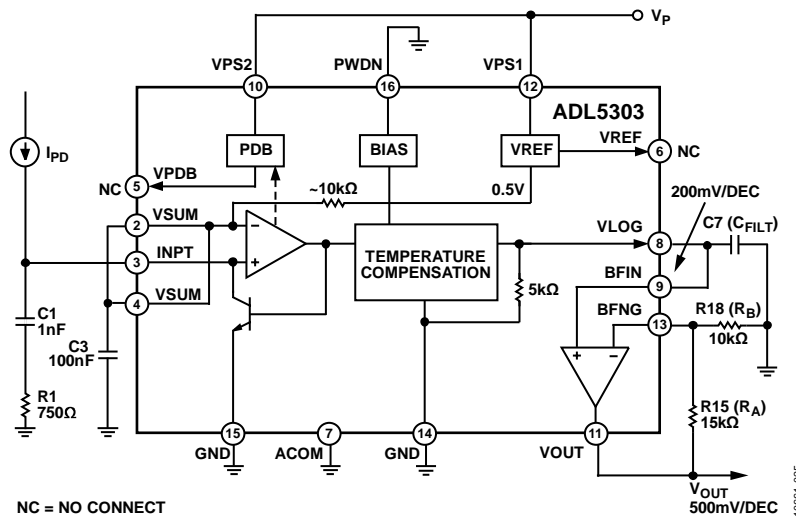 VP
VPS2
PWDN
VPS1
10
16
12
ADL5303
PDB
BIAS
VREF
VREF
6
NC
IPD
NC
5
VPDB
~10kΩ
0.5V
200mV/DEC
2
VSUM
−
VLOG
8
C7 (CFILT)
3
INPT
+
TEMPERATURE
COMPENSATION
4
VSUM
5kΩ
BFIN
9
BFNG
13
R18 (RB)
10kΩ
C1
1nF
C3
100nF
+
−
R1
750Ω
R15 (RA)
15kΩ
15
7
14
11
GND
ACOM
GND
VOUT
VOUT
500mV/DEC
NC = NO CONNECT